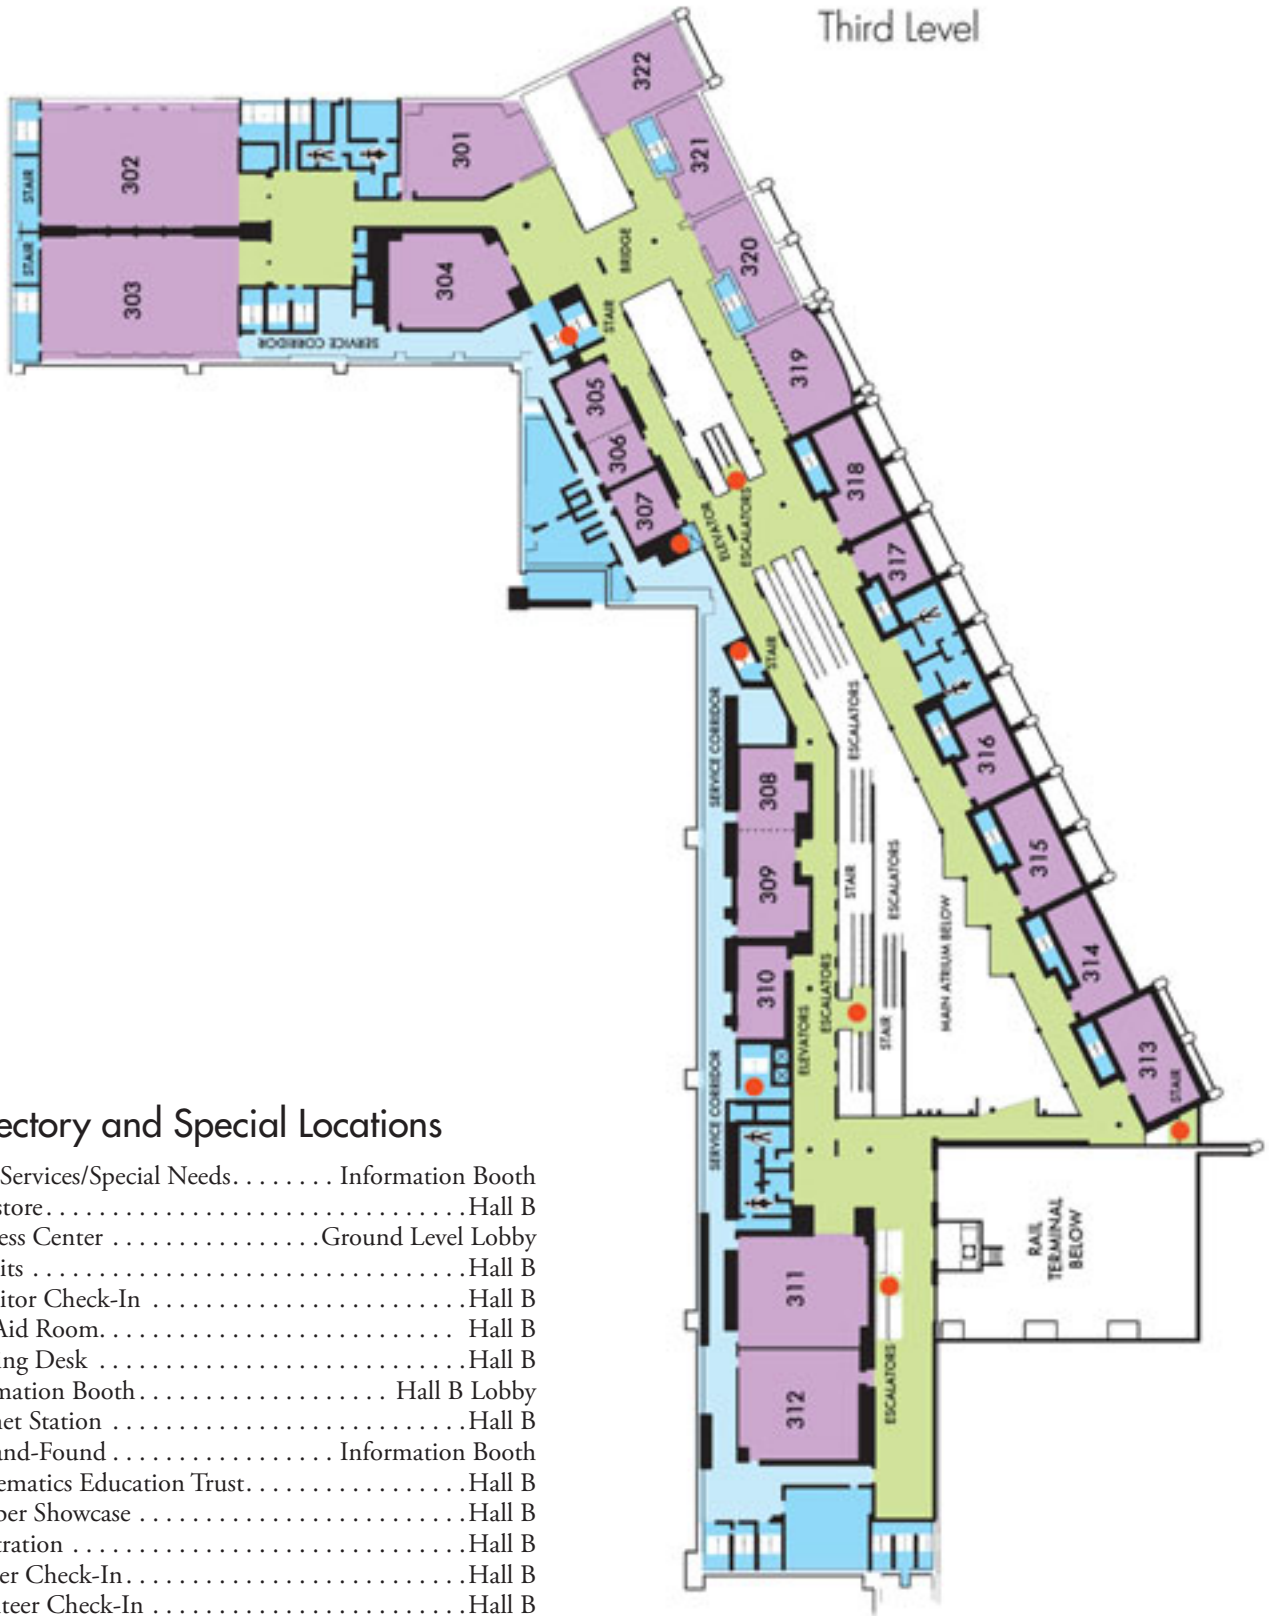 Third Level
322
321
301
302
STAIR
320
BRIDGE
STAIR
303
304
STAIR
SERVICE CORRIDOR
319
305
306
318
307
ELEVATOR
ESCALATORS
317
STAIR
SERVICE CORRIDOR
ESCALATORS
316
308
315
STAIR
ESCALATORS
309
MAIN ATRIUM BELOW
314
310
ESCALATORS
ELEVATORS
STAIR
313
STAIR
SERVICE CORRIDOR
RAIL
TERMINAL
BELOW
311
312
ESCALATORS
ectory and Special Locations
Services/Special Needs........ Information Booth
store................................Hall B
ess Center ................Ground Level Lobby
its .................................Hall B
itor Check-In ........................Hall B
Aid Room........................... Hall B
ing Desk ............................Hall B
mation Booth................... Hall B Lobby
net Station ...........................Hall B
and-Found ................. Information Booth
ematics Education Trust.................Hall B
ber Showcase .........................Hall B
tration ..............................Hall B
er Check-In..........................Hall B
nteer Check-In ........................Hall B